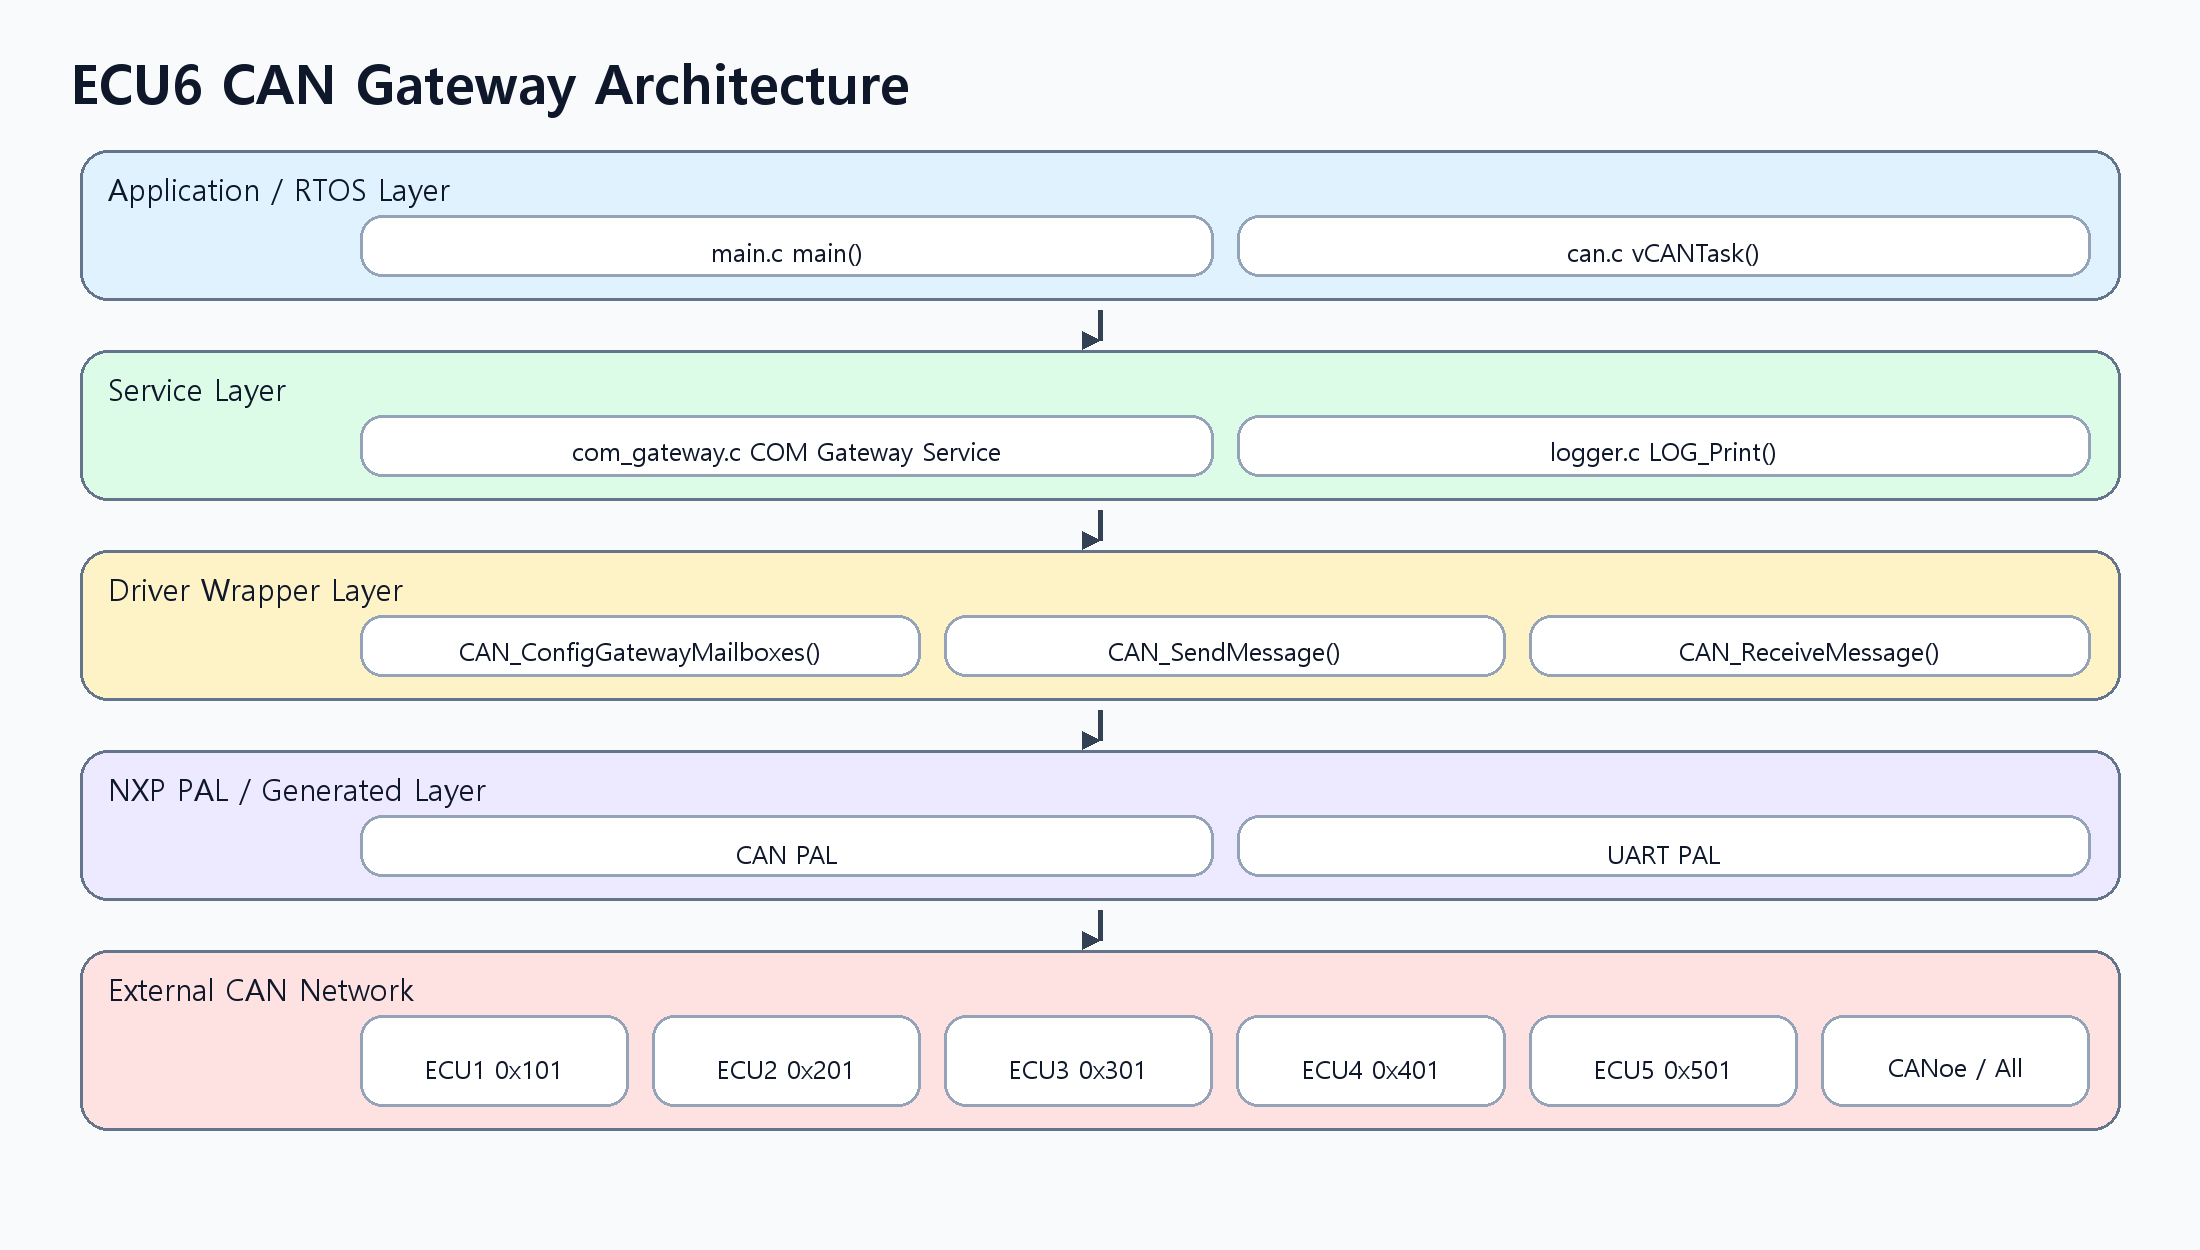 ECU6 CAN Gateway Architecture
Application / RTOS Layer
main.c main()
can.c vCANTask()
Service Layer
com_gateway.c COM Gateway Service
logger.c LOG_Print()
Driver Wrapper Layer
CAN_ConfigGatewayMailboxes()
CAN_SendMessage()
CAN_ReceiveMessage()
NXP PAL / Generated Layer
CAN PAL
UART PAL
External CAN Network
ECU1 0x101
ECU2 0x201
ECU3 0x301
ECU4 0x401
ECU5 0x501
CANoe / All